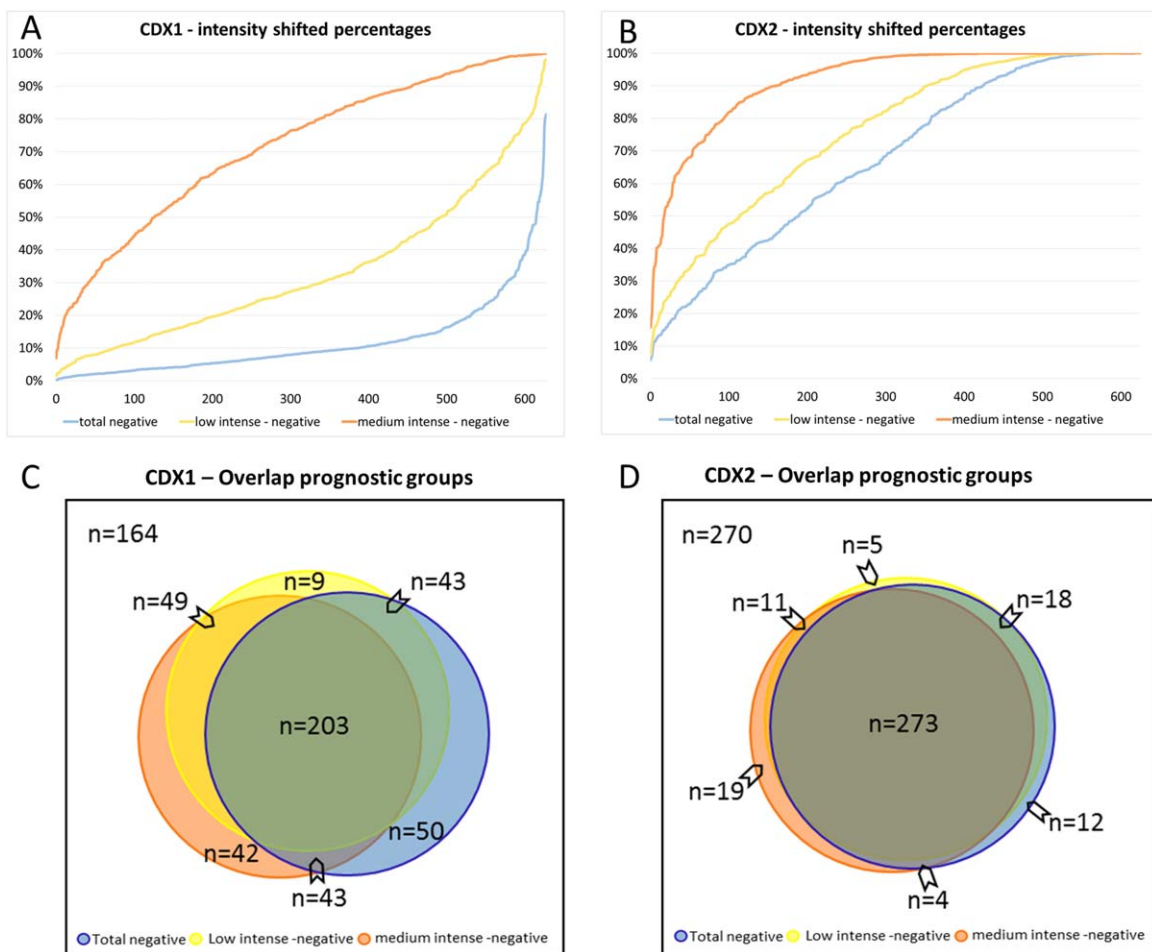 A
CDX1 - intensity shifted percentages
100%
90%
80%
70%
60%
50%
40%
30%
20%
10%
0%
0 100 200 300 400 500 600
total negative low intense - negative medium intense - negative
B
CDX2 - intensity shifted percentages
100%
90%
80%
70%
60%
50%
40%
30%
20%
10%
0%
0 100 200 300 400 500 600
total negative low intense - negative medium intense - negative
C
CDX1 – Overlap prognostic groups
n=164
n=9
n=43
n=49
n=203
n=50
n=42
n=43
Total negative Low intense -negative medium intense -negative
D
CDX2 – Overlap prognostic groups
n=270
n=5
n=11
n=18
n=273
n=19
n=12
n=4
Total negative Low intense -negative medium intense -negative